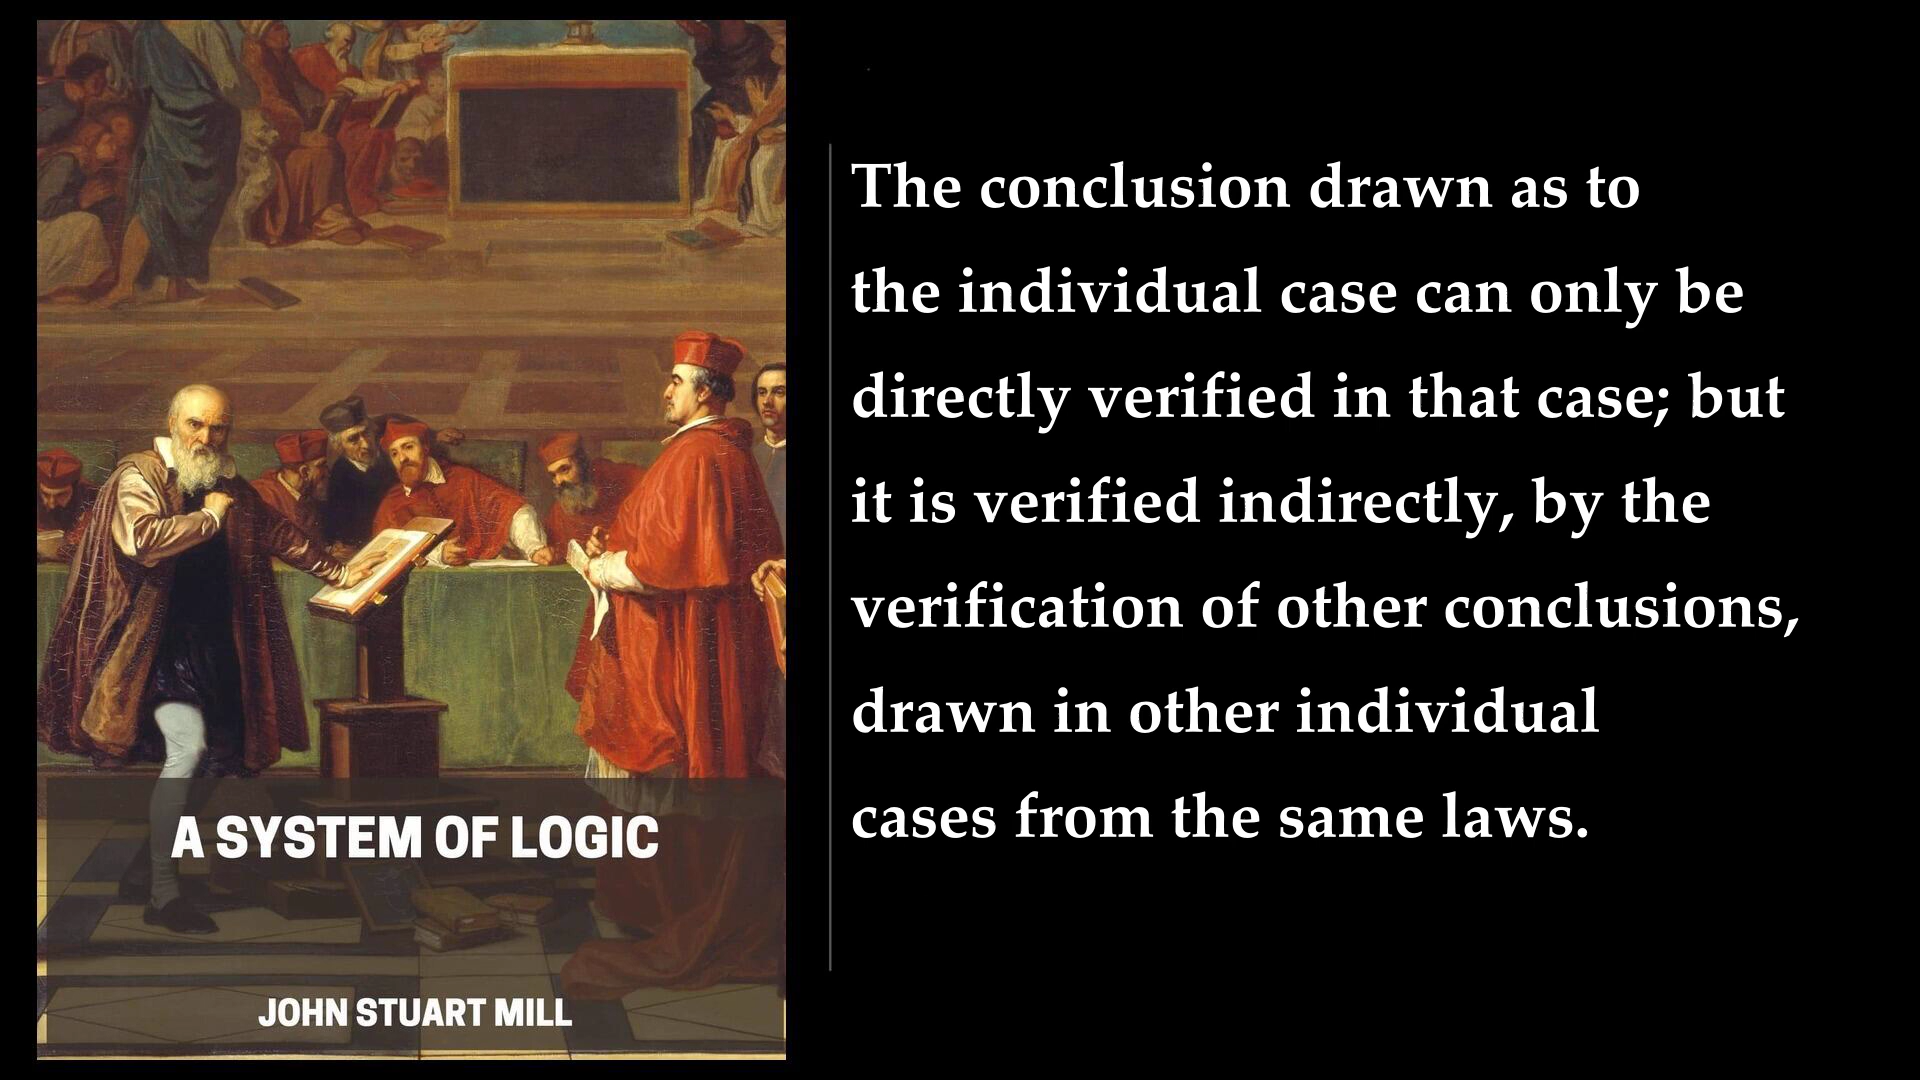 A SYSTEM OF LOGIC
JOHN STUART MILL
The conclusion drawn as to
the individual case can only be
directly verified in that case; but
it is verified indirectly, by the
verification of other conclusions,
drawn in other individual
cases from the same laws.